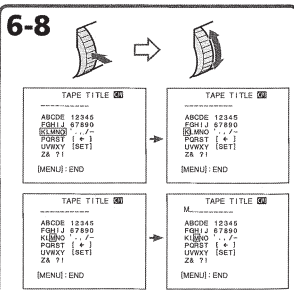 6-8
TAPE TITLE
ABCDE 12345
FGHIJ 67890
KLMNO ' . , / –
PQRST [ ← ]
UVWXY [SET]
Z& ?!
[MENU] : END
TAPE TITLE
ABCDE 12345
FGHIJ 67890
KLMNO ' . , / –
PQRST [ ← ]
UVWXY [SET]
Z& ?!
[MENU] : END
TAPE TITLE
ABCDE 12345
FGHIJ 67890
KLMNO ' . , / –
PQRST [ ← ]
UVWXY [SET]
Z& ?!
[MENU] : END
TAPE TITLE
M_________
ABCDE 12345
FGHIJ 67890
KLMNO ' . , / –
PQRST [ ← ]
UVWXY [SET]
Z& ?!
[MENU] : END